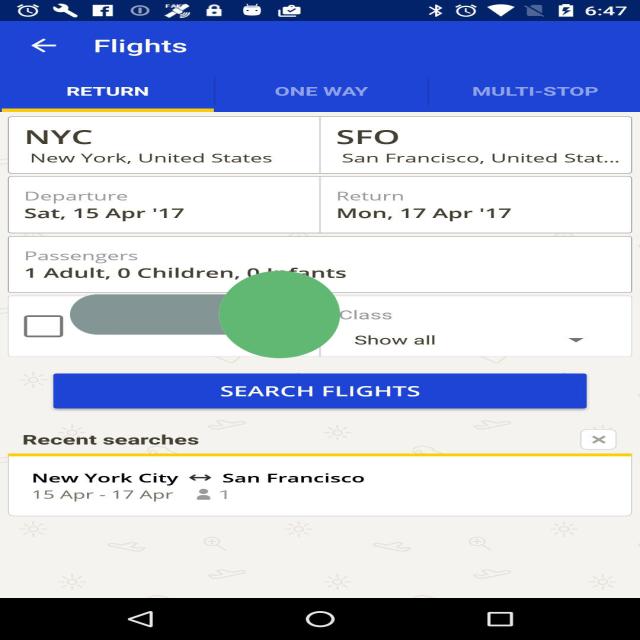 6:47
Flights
RETURN ONE WAY MULTI-STOP
NYC
New York, United States
SFO
San Francisco, United Stat...
Departure
Sat, 15 Apr '17
Return
Mon, 17 Apr '17
Passengers
1 Adult, 0 Children, 0 Infants
Class
Show all
SEARCH FLIGHTS
Recent searches
New York City ↔ San Francisco
15 Apr - 17 Apr 1